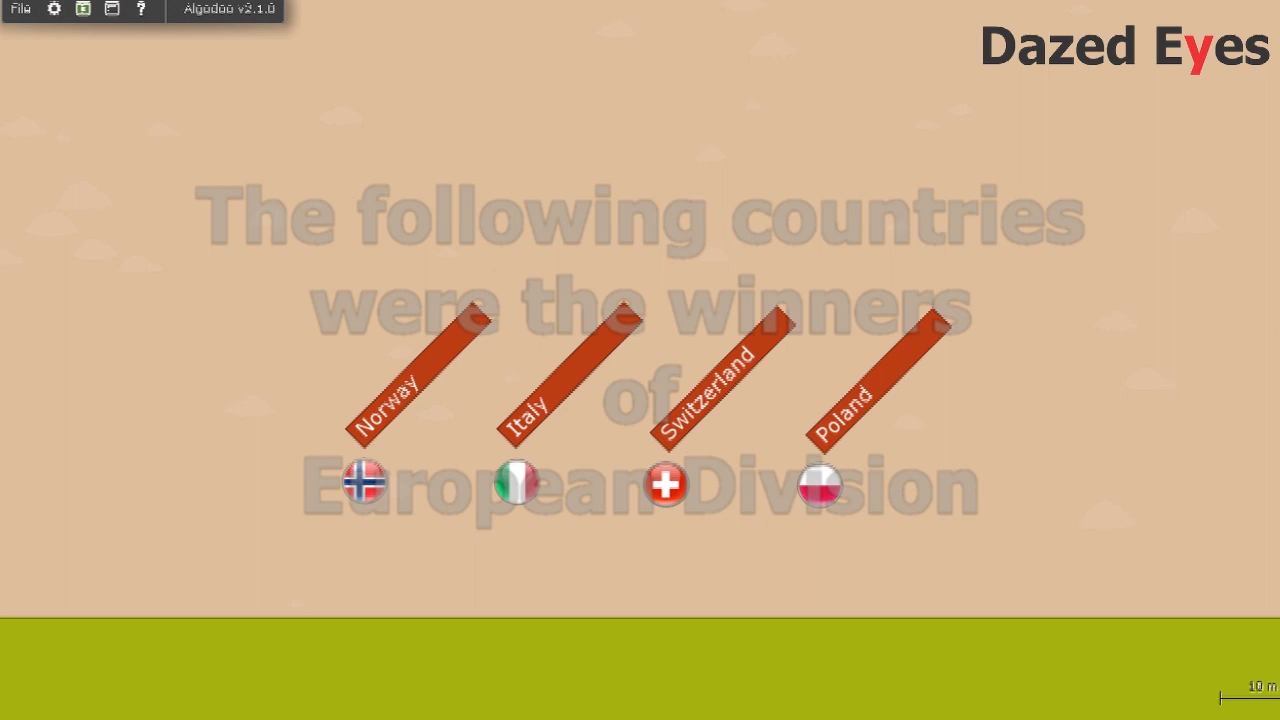 File ? Algodoo v2.1.0
Dazed Eyes
The following countries
were the winners
of
European Division
Norway
Italy
Switzerland
Poland
10 m